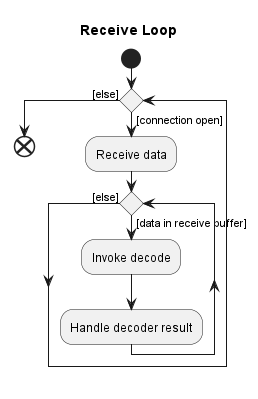 Receive Loop
[else]
[connection open]
Receive data
[else]
[data in receive buffer]
Invoke decode
Handle decoder result